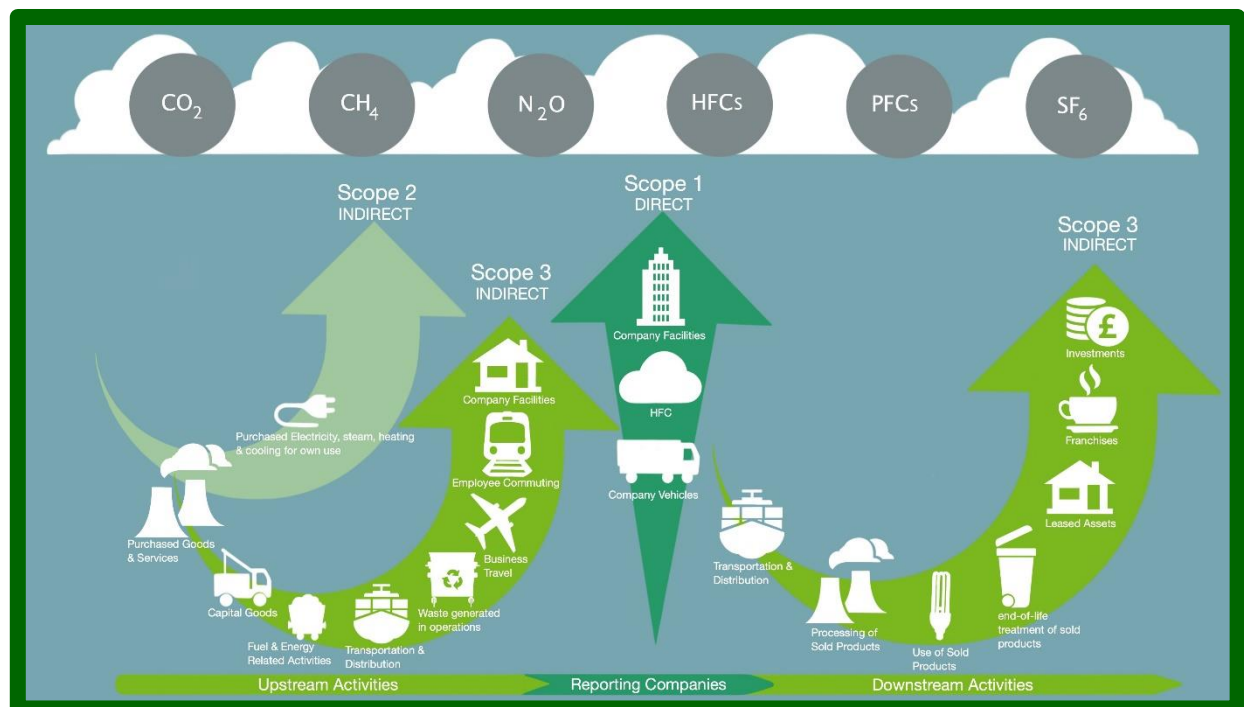 CO₂
CH₄
N₂O
HFCs
PFCs
SF₆
Scope 2
INDIRECT
Scope 1
DIRECT
Scope 3
INDIRECT
Scope 3
INDIRECT
Purchased Electricity, steam, heating
& cooling for own use
Purchased Goods
& Services
Capital Goods
Fuel & Energy
Related Activities
Transportation &
Distribution
Waste generated
in operations
Business
Travel
Employee Commuting
Company Facilities
Company Facilities
HFC
Company Vehicles
Transportation &
Distribution
Processing of
Sold Products
Use of Sold
Products
end-of-life
treatment of sold
products
Leased Assets
Franchises
£
Investments
Upstream Activities
Reporting Companies
Downstream Activities